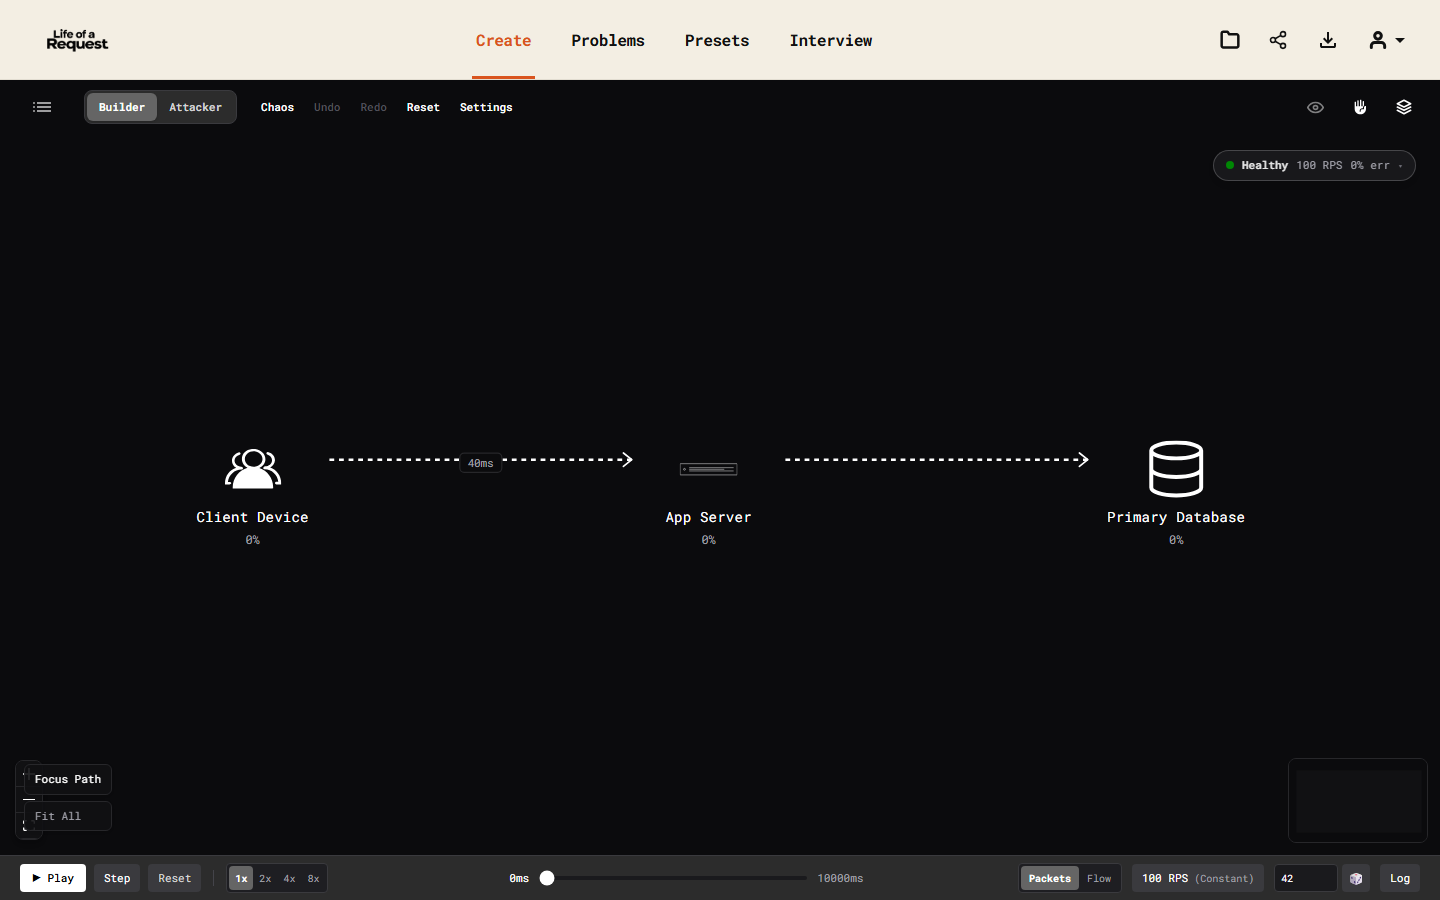 Life of a
Request
Create
Problems
Presets
Interview
Builder
Attacker
Chaos
Undo
Redo
Reset
Settings
Healthy 100 RPS 0% err
40ms
Client Device
App Server
Primary Database
0%
0%
0%
Focus Path
Fit All
Play
Step
Reset
1x
2x
4x
8x
0ms
10000ms
Packets
Flow
100 RPS (Constant)
42
Log